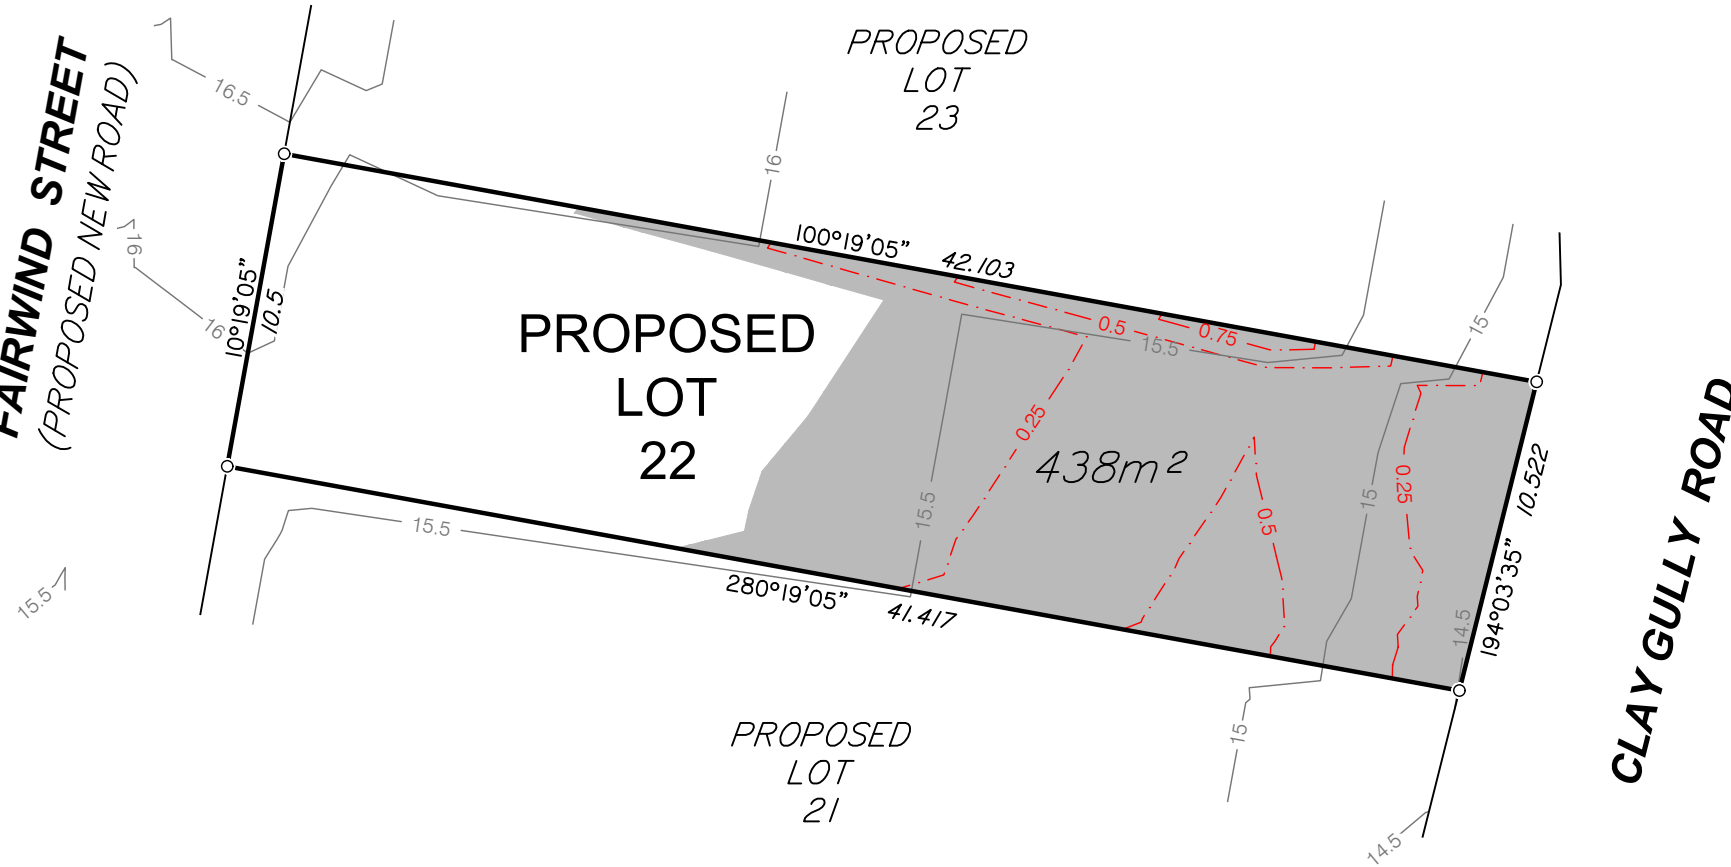 PROPOSED
LOT
23
FAIRWIND STREET
(PROPOSED NEW ROAD)
16.5
16
16
16
10°19'05"
10.5
100°19'05"
42.103
PROPOSED
LOT
22
0.5
0.75
15.5
15
0.25
438m²
15.5
0.5
15
0.25
10.522
194°03'35"
14.5
CLAY GULLY ROAD
15.5
15.5
280°19'05"
41.417
PROPOSED
LOT
21
15
14.5